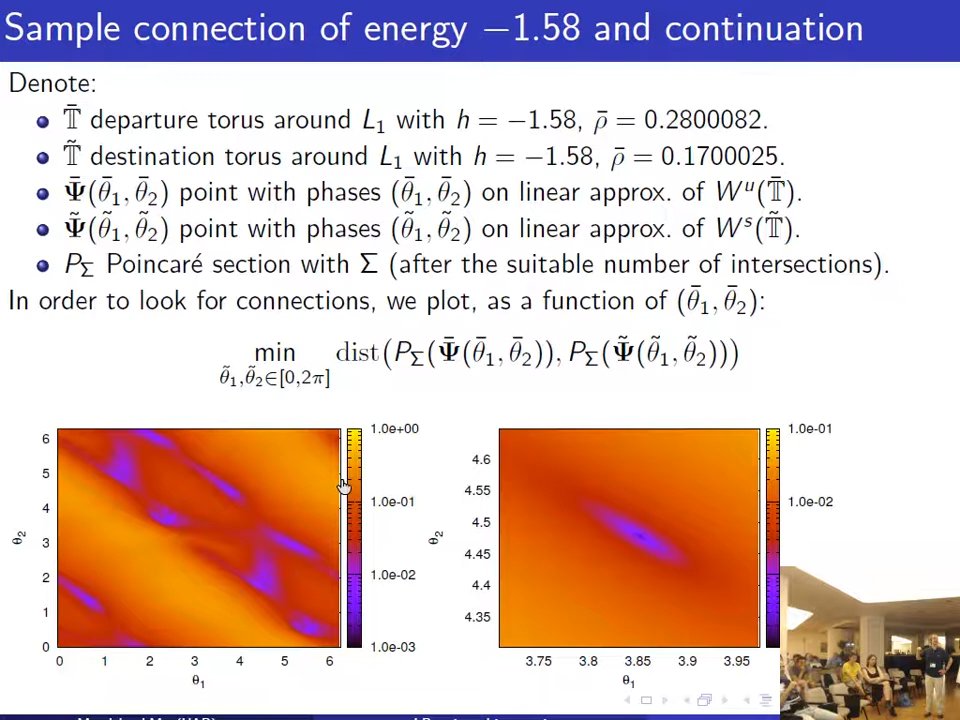 Sample connection of energy −1.58 and continuation
Denote:
𝕋̄ departure torus around L₁ with h = −1.58, ρ̄ = 0.2800082.
𝕋̃ destination torus around L₁ with h = −1.58, ρ̄ = 0.1700025.
Ψ̄(θ̄₁, θ̄₂) point with phases (θ̄₁, θ̄₂) on linear approx. of Wᵘ(𝕋̄).
Ψ̃(θ̃₁, θ̃₂) point with phases (θ̃₁, θ̃₂) on linear approx. of Wˢ(𝕋̃).
P_Σ Poincaré section with Σ (after the suitable number of intersections).
In order to look for connections, we plot, as a function of (θ̄₁, θ̄₂):
min dist(P_Σ(Ψ̄(θ̄₁, θ̄₂)), P_Σ(Ψ̃(θ̃₁, θ̃₂)))
θ̃₁,θ̃₂∈[0,2π]
6
5
4
3
2
1
0
θ₂
0 1 2 3 4 5 6
θ₁
1.0e+00
1.0e-01
1.0e-02
1.0e-03
4.6
4.55
4.5
4.45
4.4
4.35
θ₂
3.75 3.8 3.85 3.9 3.95
θ₁
1.0e-01
1.0e-02